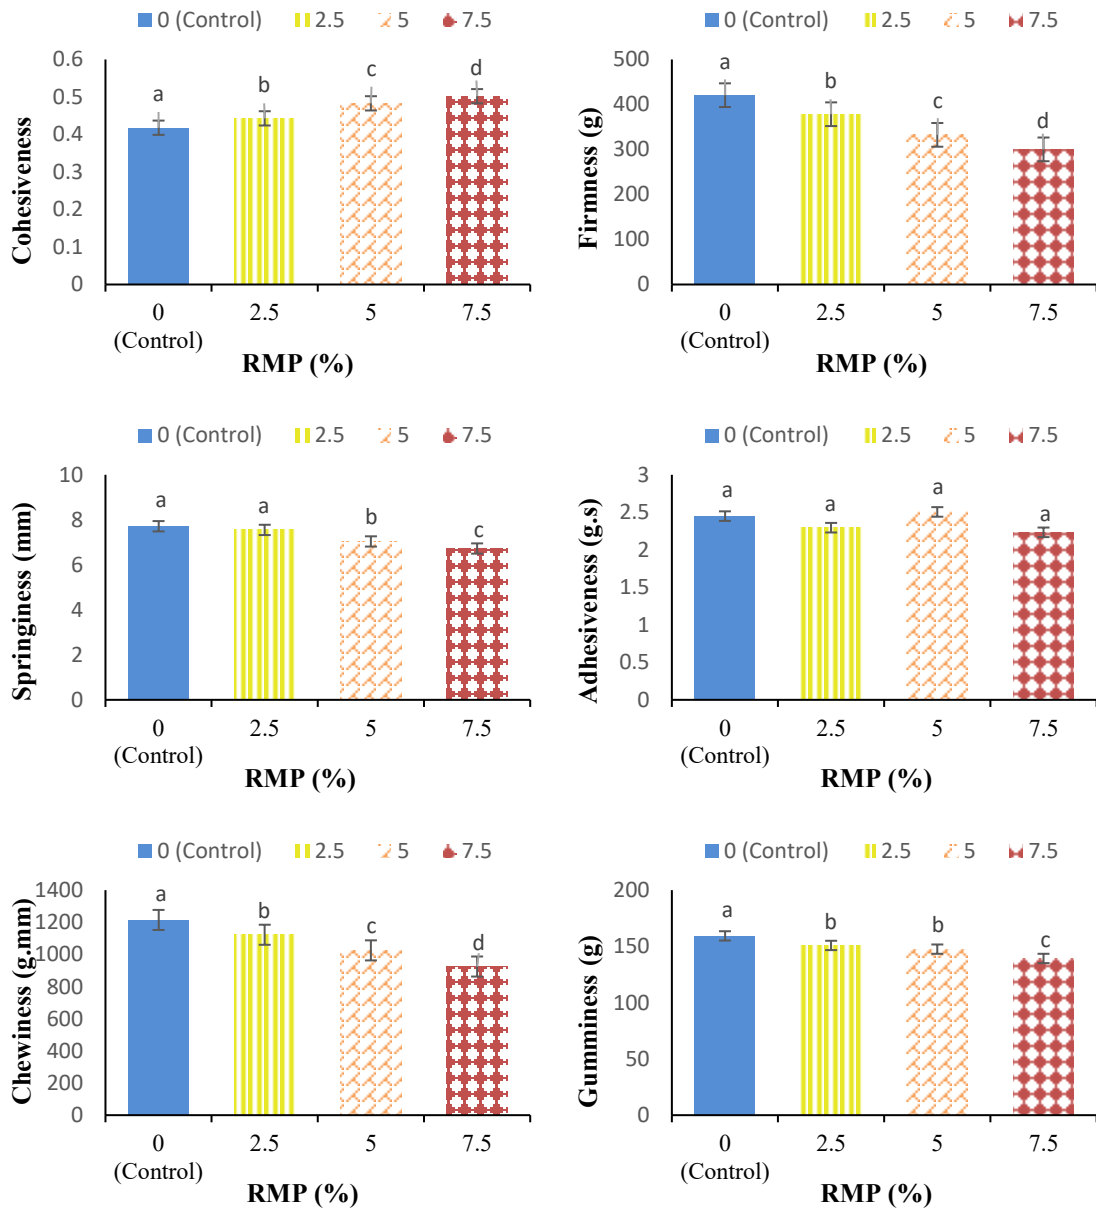 0 (Control) 2.5 5 7.5
0.6
0.5
0.4
0.3
0.2
0.1
0
Cohesiveness
a b c d
0 2.5 5 7.5
(Control)
RMP (%)
0 (Control) 2.5 5 7.5
500
400
300
200
100
0
Firmness (g)
a b c d
0 2.5 5 7.5
(Control)
RMP (%)
0 (Control) 2.5 5 7.5
10
8
6
4
2
0
Springiness (mm)
a a b c
0 2.5 5 7.5
(Control)
RMP (%)
0 (Control) 2.5 5 7.5
3
2.5
2
1.5
1
0.5
0
Adhesiveness (g.s)
a a a a
0 2.5 5 7.5
(Control)
RMP (%)
0 (Control) 2.5 5 7.5
1400
1200
1000
800
600
400
200
0
Chewiness (g.mm)
a b c d
0 2.5 5 7.5
(Control)
RMP (%)
0 (Control) 2.5 5 7.5
200
150
100
50
0
Gumminess (g)
a b b c
0 2.5 5 7.5
(Control)
RMP (%)